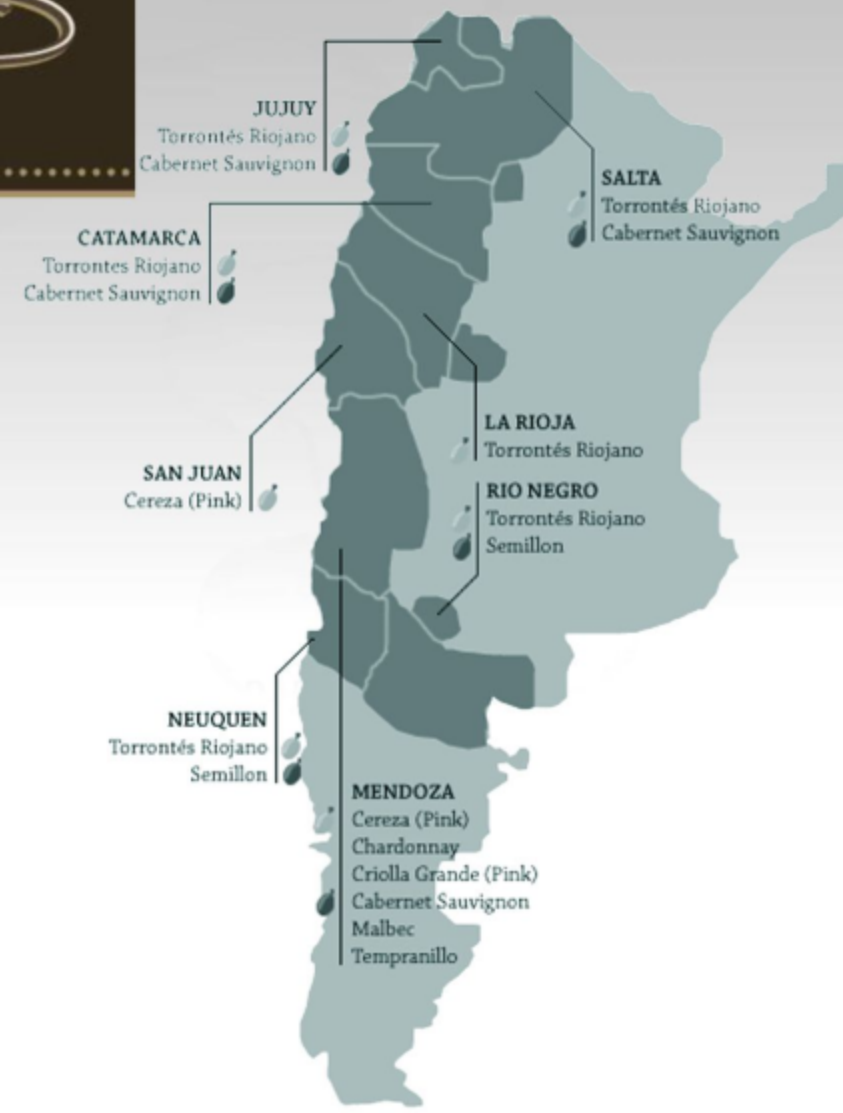 JUJUY
Torrontés Riojano
Cabernet Sauvignon
SALTA
Torrontés Riojano
Cabernet Sauvignon
CATAMARCA
Torrontes Riojano
Cabernet Sauvignon
LA RIOJA
Torrontés Riojano
SAN JUAN
Cereza (Pink)
RIO NEGRO
Torrontés Riojano
Semillon
NEUQUEN
Torrontés Riojano
Semillon
MENDOZA
Cereza (Pink)
Chardonnay
Criolla Grande (Pink)
Cabernet Sauvignon
Malbec
Tempranillo